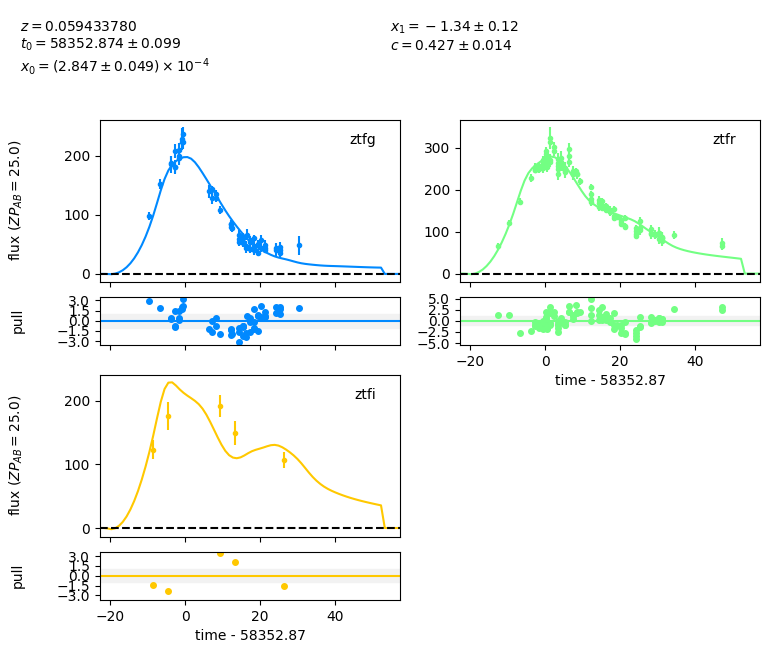 z = 0.059433780
t₀ = 58352.874 ± 0.099
x₀ = (2.847 ± 0.049) × 10⁻⁴
x₁ = −1.34 ± 0.12
c = 0.427 ± 0.014
ztfg
flux (ZP_AB = 25.0)
200
100
0
pull
3.0
1.5
0.0
−1.5
−3.0
ztfr
300
200
100
0
5.0
2.5
0.0
−2.5
−5.0
−20
0
20
40
time - 58352.87
ztfi
flux (ZP_AB = 25.0)
200
100
0
pull
3.0
1.5
0.0
−1.5
−3.0
−20
0
20
40
time - 58352.87